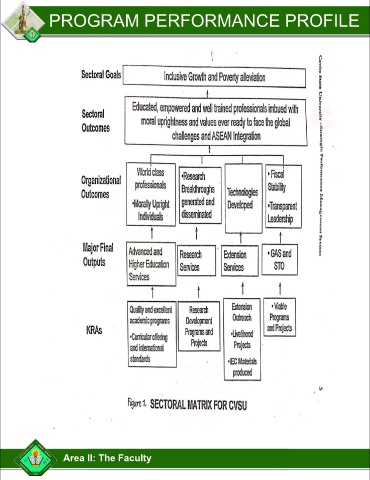 PROGRAM PERFORMANCE PROFILE
Cavite State University -Strategic Performance Management System
Sectoral Goals
Inclusive Growth and Poverty alleviation
Sectoral
Outcomes
Educated, empowered and well trained professionals imbued with
moral uprightness and values ever ready to face the global
challenges and ASEAN Integration
Organizational
Outcomes
World class
professionals
•Morally Upright
Individuals
•Research
Breakthroughs
generated and
disseminated
Technologies
Developed
• Fiscal
Stability
•Transparent
Leadership
Major Final
Outputs
Advanced and
Higher Education
Services
Research
Services
Extension
Services
• GAS and
STO
KRAs
Quality and excellent
academic programs
•Curricular offering
and international
standards
Research
Development
Programs and
Projects
Extension
Outreach
•Livelihood
Projects
•IEC Materials
produced
• Viable
Programs
and Projects
5
Figure 1. SECTORAL MATRIX FOR CVSU
Area II: The Faculty